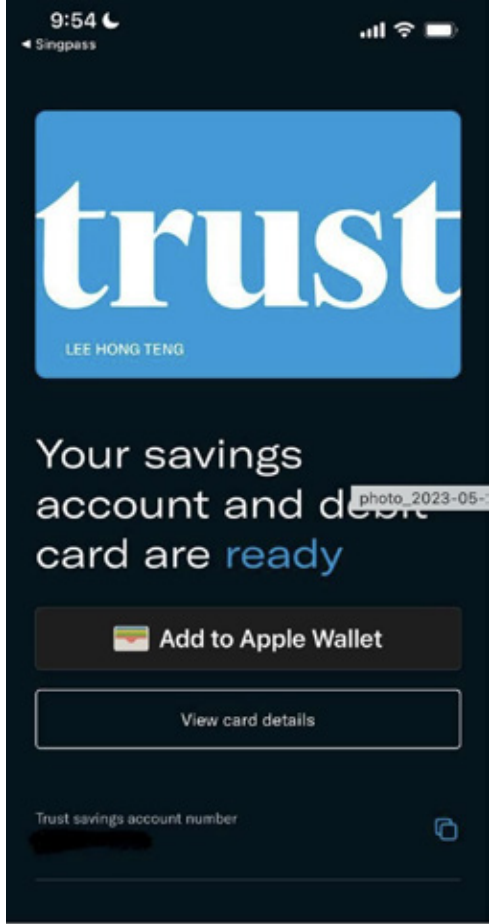 9:54
Singpass
trust
LEE HONG TENG
Your savings
account and debit
photo_2023-05-
card are ready
Add to Apple Wallet
View card details
Trust savings account number